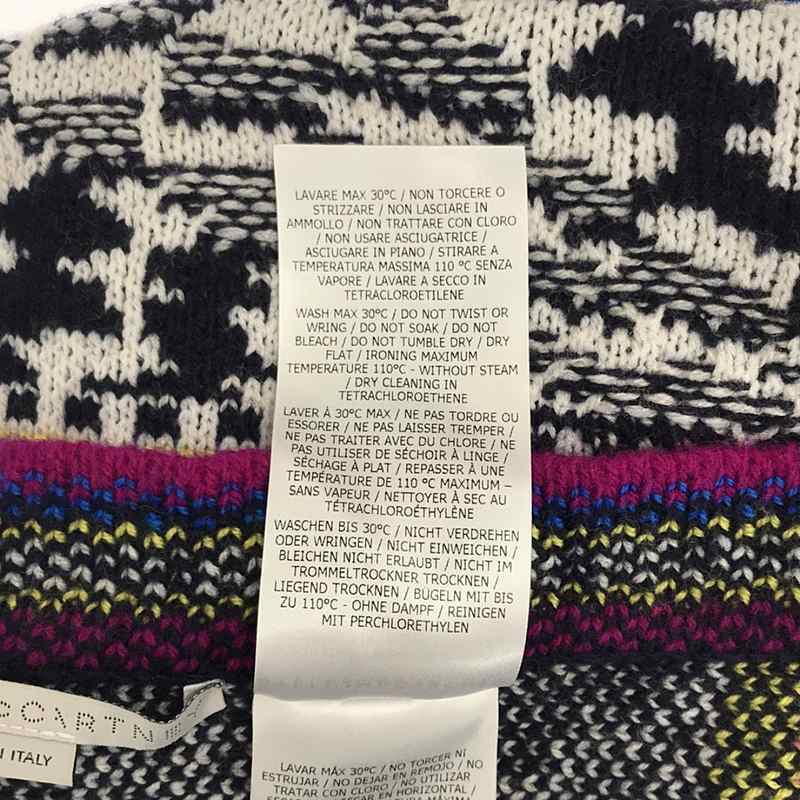 LAVARE MAX 30°C / NON TORCERE O
STRIZZARE / NON LASCIARE IN
AMMOLLO / NON TRATTARE CON CLORO
/ NON USARE ASCIUGATRICE /
ASCIUGARE IN PIANO / STIRARE A
TEMPERATURA MASSIMA 110 °C SENZA
VAPORE / LAVARE A SECCO IN
TETRACLOROETILENE
WASH MAX 30°C / DO NOT TWIST OR
WRING / DO NOT SOAK / DO NOT
BLEACH / DO NOT TUMBLE DRY / DRY
FLAT / IRONING MAXIMUM
TEMPERATURE 110°C - WITHOUT STEAM
/ DRY CLEANING IN
TETRACHLOROETHENE
LAVER À 30°C MAX / NE PAS TORDRE OU
ESSORER / NE PAS LAISSER TREMPER /
NE PAS TRAITER AVEC DU CHLORE / NE
PAS UTILISER DE SÉCHOIR À LINGE /
SÉCHAGE À PLAT / REPASSER À UNE
TEMPÉRATURE DE 110 °C MAXIMUM –
SANS VAPEUR / NETTOYER À SEC AU
TETRACHLOROÉTHYLÈNE
WASCHEN BIS 30°C / NICHT VERDREHEN
ODER WRINGEN / NICHT EINWEICHEN /
BLEICHEN NICHT ERLAUBT / NICHT IM
TROMMELTROCKNER TROCKNEN /
LIEGEND TROCKNEN / BÜGELN MIT BIS
ZU 110°C - OHNE DAMPF / REINIGEN
MIT PERCHLORETHYLEN
CCARTNEY
N ITALY
LAVAR MÁX 30°C / NO TORCER NI
ESTRUJAR / NO DEJAR EN REMOJO / NO
TRATAR CON CLORO / NO UTILIZAR